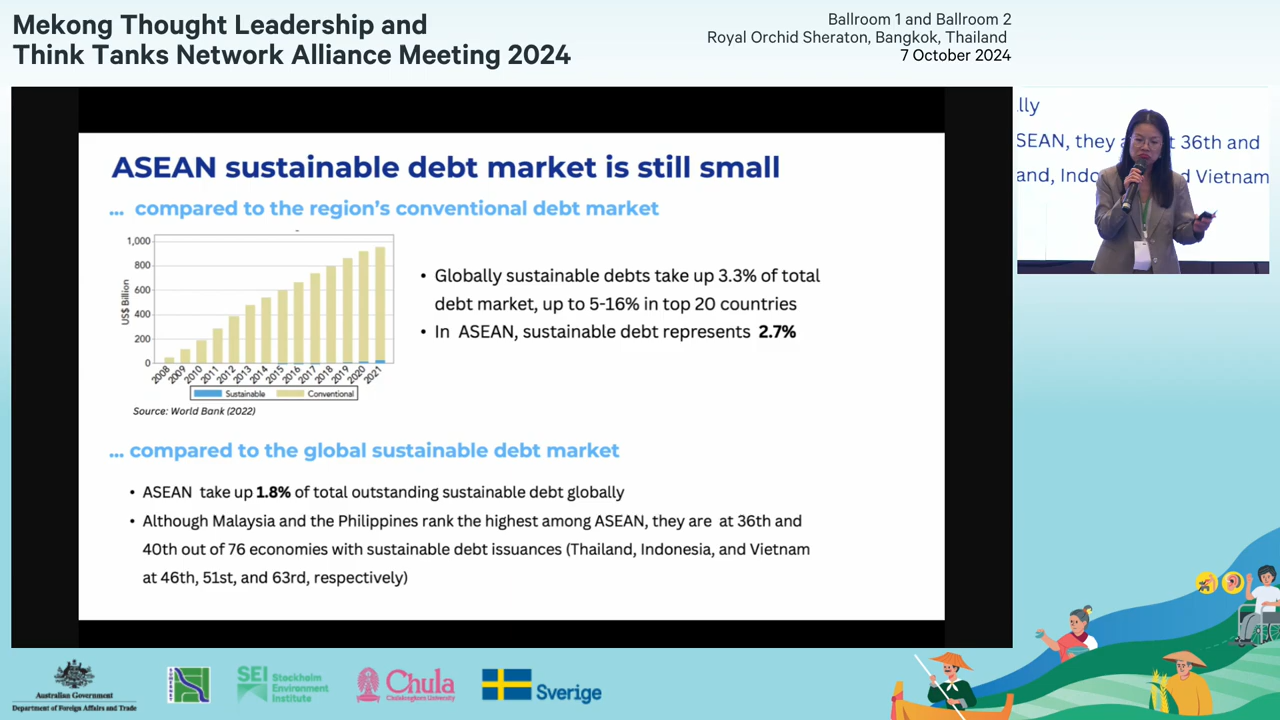 Mekong Thought Leadership and
Think Tanks Network Alliance Meeting 2024
Ballroom 1 and Ballroom 2
Royal Orchid Sheraton, Bangkok, Thailand
7 October 2024
ASEAN sustainable debt market is still small
... compared to the region's conventional debt market
1,000
800
600
400
200
0
US$ Billion
2008 2009 2010 2011 2012 2013 2014 2015 2016 2017 2018 2019 2020 2021
Sustainable Conventional
Source: World Bank (2022)
• Globally sustainable debts take up 3.3% of total
debt market, up to 5-16% in top 20 countries
• In ASEAN, sustainable debt represents 2.7%
... compared to the global sustainable debt market
• ASEAN take up 1.8% of total outstanding sustainable debt globally
• Although Malaysia and the Philippines rank the highest among ASEAN, they are at 36th and
40th out of 76 economies with sustainable debt issuances (Thailand, Indonesia, and Vietnam
at 46th, 51st, and 63rd, respectively)
lly
SEAN, they a t 36th and
and, Indo d Vietnam
Australian Government
Department of Foreign Affairs and Trade
SEI Stockholm
Environment
Institute
Chula
Chulalongkorn University
Sverige